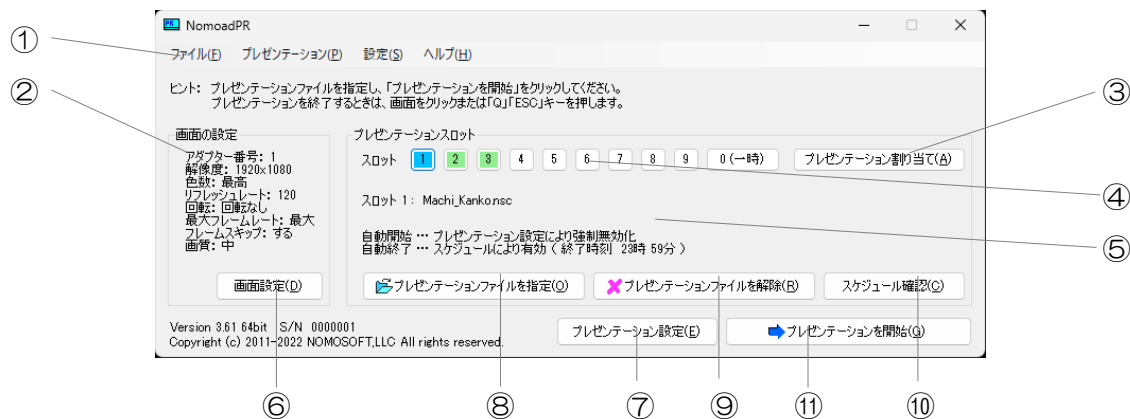 NomoadPR
① ファイル(F) プレゼンテーション(P) 設定(S) ヘルプ(H)
② ③
ヒント: プレゼンテーションファイルを指定し、「プレゼンテーションを開始」をクリックしてください。
プレゼンテーションを終了するときは、画面をクリックまたは「Q」「ESC」キーを押します。
画面の設定
アダプター番号: 1
解像度: 1920x1080
色数: 最高
リフレッシュレート: 120
回転: 回転なし
最大フレームレート: 最大
フレームスキップ: する
画質: 中
画面設定(D)
プレゼンテーションスロット
スロット 1 2 3 4 5 6 7 8 9 0 (一時) プレゼンテーション割り当て(A)
④
スロット 1 : Machi_Kanko.nsc
⑤
自動開始 … プレゼンテーション設定により強制無効化
自動終了 … スケジュールにより有効 ( 終了時刻 23時 59分 )
プレゼンテーションファイルを指定(O) プレゼンテーションファイルを解除(R) スケジュール確認(C)
Version 3.61 64bit S/N 0000001
Copyright (c) 2011-2022 NOMOSOFT,LLC All rights reserved.
プレゼンテーション設定(E) プレゼンテーションを開始(G)
⑥ ⑧ ⑦ ⑨ ⑪ ⑩